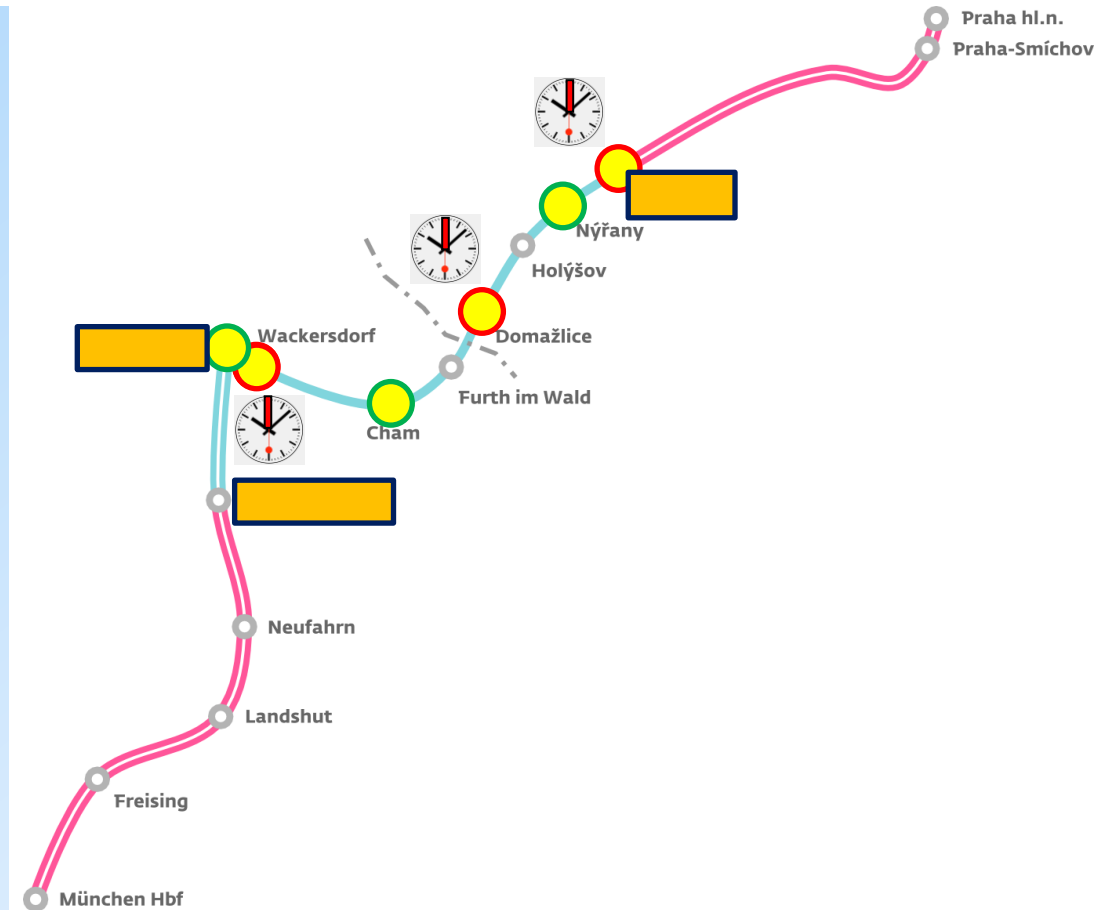 Praha hl.n.
Praha-Smíchov
Nýřany
Holýšov
Domažlice
Wackersdorf
Furth im Wald
Cham
Neufahrn
Landshut
Freising
München Hbf